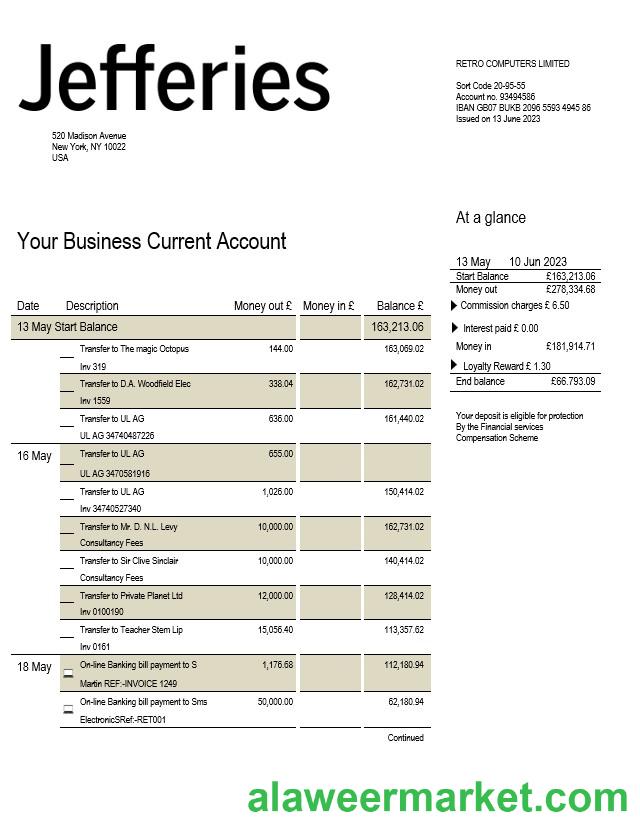 Jefferies
520 Madison Avenue
New York, NY 10022
USA
RETRO COMPUTERS LIMITED
Sort Code 20-95-55
Account no. 93494586
IBAN GB07 BUKB 2096 5593 4945 86
Issued on 13 June 2023
At a glance
Your Business Current Account
13 May 10 Jun 2023
Start Balance £163,213.06
Money out £278,334.68
Commission charges £ 6.50
Interest paid £ 0.00
Money in £181,914.71
Loyalty Reward £ 1.30
End balance £66.793.09
Your deposit is eligible for protection
By the Financial services
Compensation Scheme
Date Description Money out £ Money in £ Balance £
13 May Start Balance 163,213.06
Transfer to The magic Octopus 144.00 163,069.02
Inv 319
Transfer to D.A. Woodfield Elec 338.04 162,731.02
Inv 1559
Transfer to UL AG 636.00 161,440.02
UL AG 34740487226
16 May Transfer to UL AG 655.00
UL AG 3470581916
Transfer to UL AG 1,026.00 150,414.02
Inv 34740527340
Transfer to Mr. D. N.L. Levy 10,000.00 162,731.02
Consultancy Fees
Transfer to Sir Clive Sinclair 10,000.00 140,414.02
Consultancy Fees
Transfer to Private Planet Ltd 12,000.00 128,414.02
Inv 0100190
Transfer to Teacher Stem Lip 15,056.40 113,357.62
Inv 0161
18 May On-line Banking bill payment to S 1,176.68 112,180.94
Martin REF:-INVOICE 1249
On-line Banking bill payment to Sms 50,000.00 62,180.94
ElectronicSRef:-RET001
Continued
alaweermarket.com